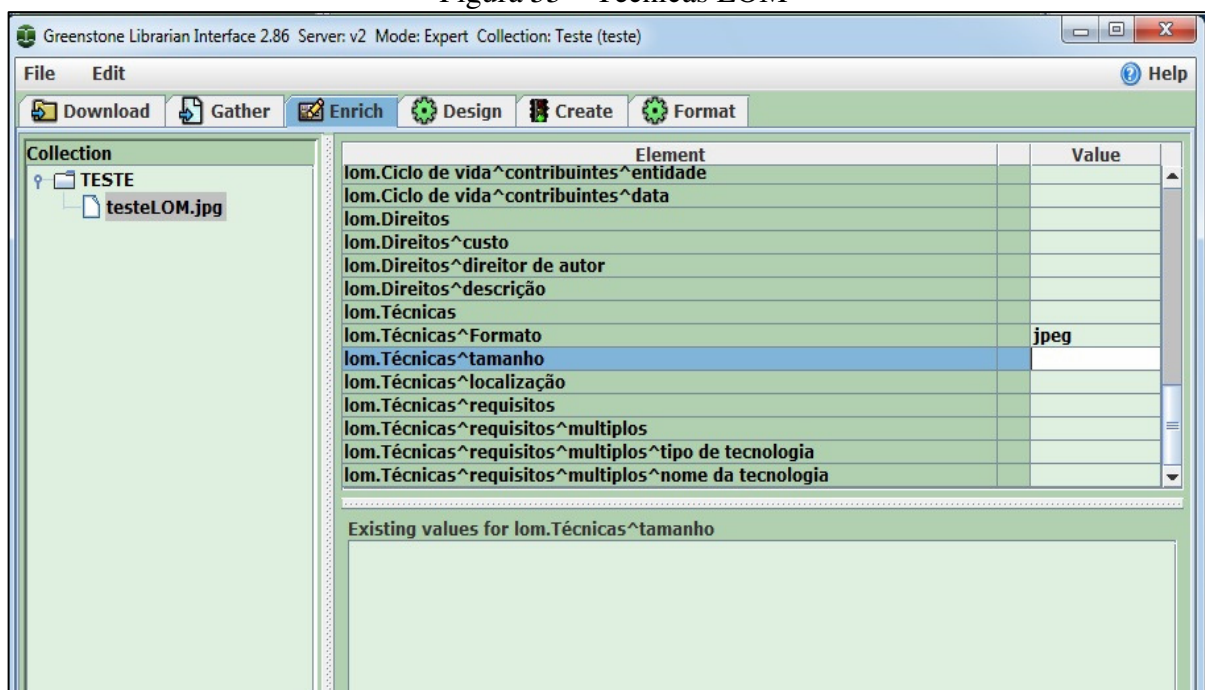 Figura 35 – Técnicas LOM
Greenstone Librarian Interface 2.86 Server: v2 Mode: Expert Collection: Teste (teste)
File Edit Help
Download Gather Enrich Design Create Format
Collection
TESTE
testeLOM.jpg
Element Value
lom.Ciclo de vida^contribuintes^entidade
lom.Ciclo de vida^contribuintes^data
lom.Direitos
lom.Direitos^custo
lom.Direitos^direitor de autor
lom.Direitos^descrição
lom.Técnicas
lom.Técnicas^Formato jpeg
lom.Técnicas^tamanho
lom.Técnicas^localização
lom.Técnicas^requisitos
lom.Técnicas^requisitos^multiplos
lom.Técnicas^requisitos^multiplos^tipo de tecnologia
lom.Técnicas^requisitos^multiplos^nome da tecnologia
Existing values for lom.Técnicas^tamanho